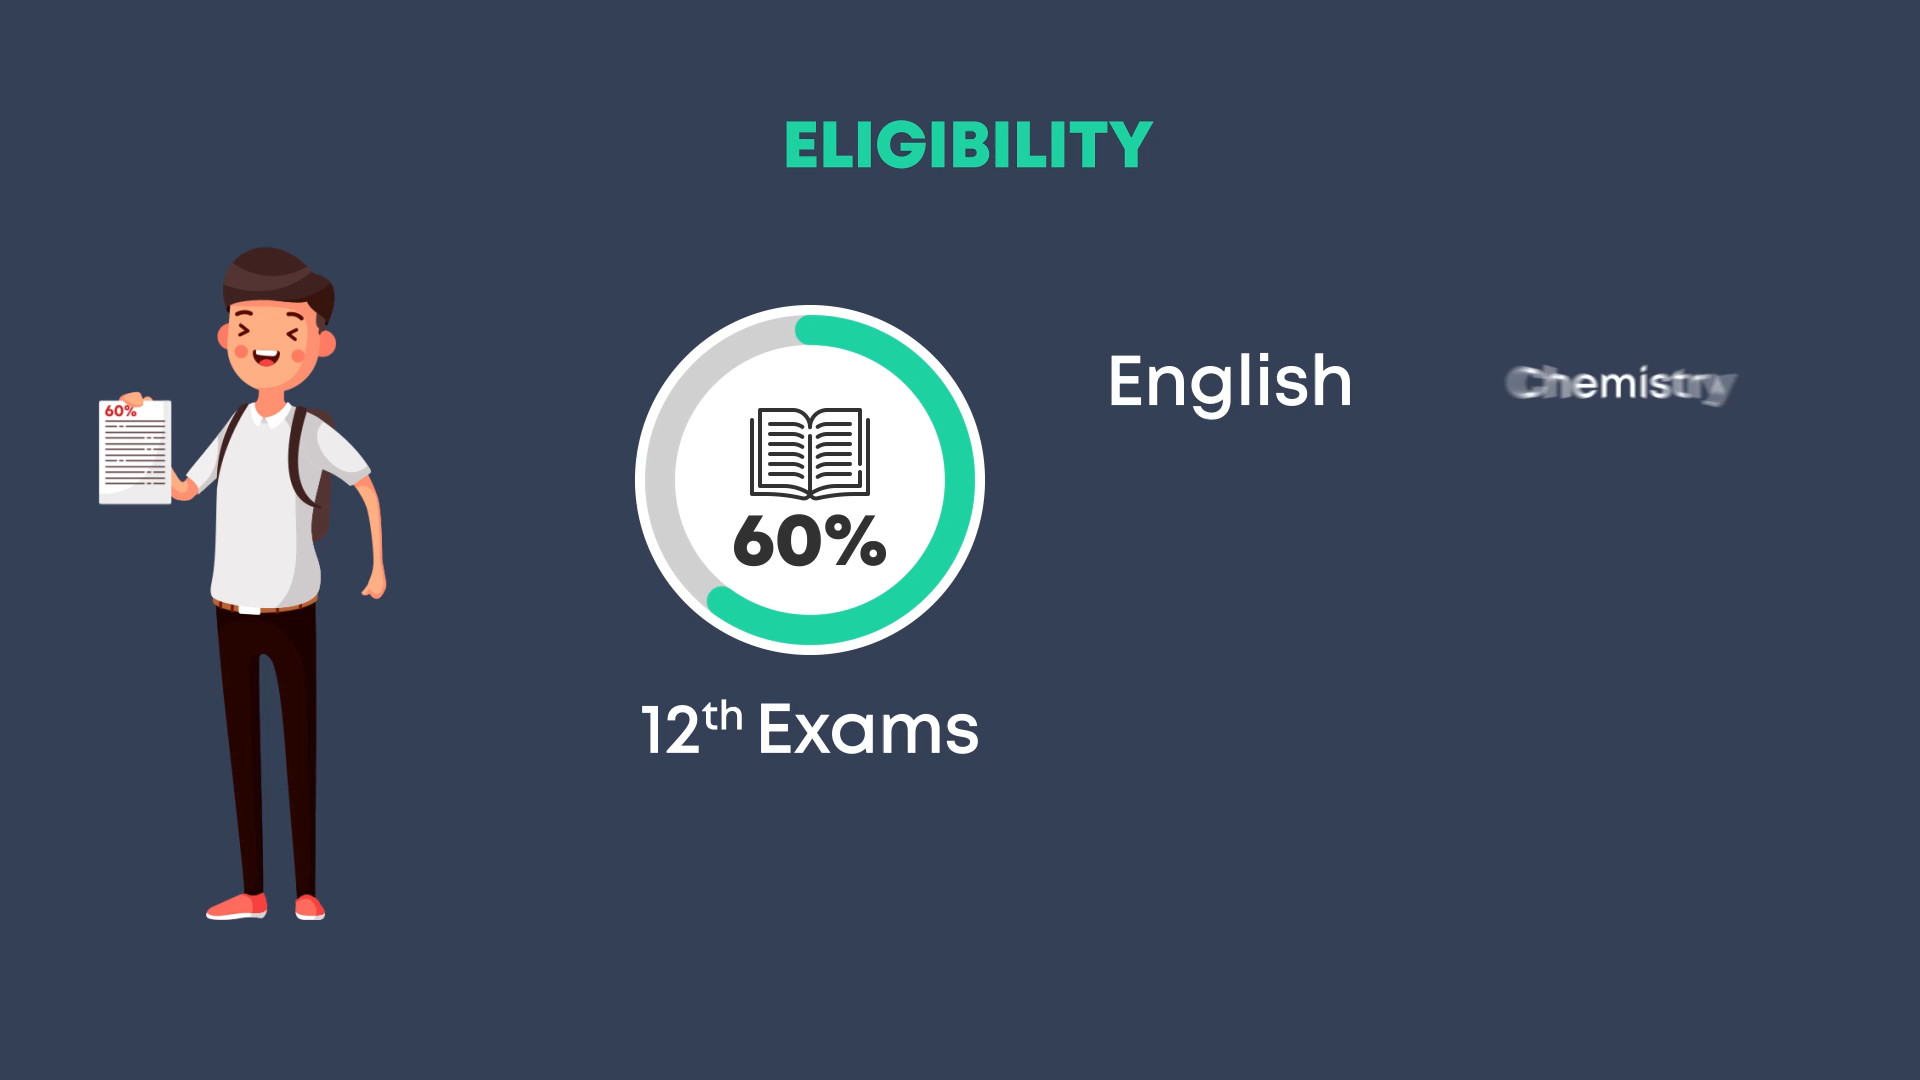 ELIGIBILITY
60%
English
Chemistry
60%
12th Exams